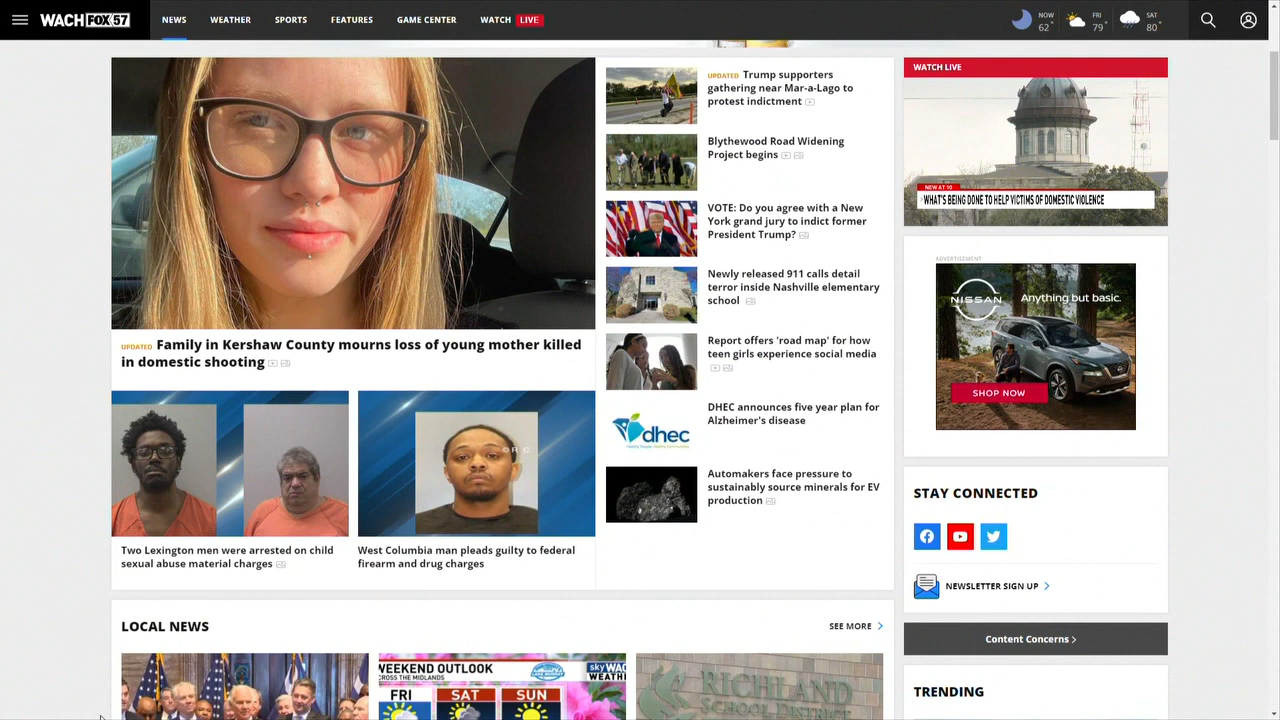 WACH FOX 57
NEWS
WEATHER
SPORTS
FEATURES
GAME CENTER
WATCH LIVE
NOW
62°
FRI
79°
SAT
80°
UPDATED Family in Kershaw County mourns loss of young mother killed
in domestic shooting
Two Lexington men were arrested on child
sexual abuse material charges
West Columbia man pleads guilty to federal
firearm and drug charges
UPDATED Trump supporters
gathering near Mar-a-Lago to
protest indictment
Blythewood Road Widening
Project begins
VOTE: Do you agree with a New
York grand jury to indict former
President Trump?
Newly released 911 calls detail
terror inside Nashville elementary
school
Report offers 'road map' for how
teen girls experience social media
dhec
DHEC announces five year plan for
Alzheimer's disease
Automakers face pressure to
sustainably source minerals for EV
production
WATCH LIVE
NEW AT 10
WHAT'S BEING DONE TO HELP VICTIMS OF DOMESTIC VIOLENCE
ADVERTISEMENT
NISSAN
Anything but basic.
SHOP NOW
STAY CONNECTED
NEWSLETTER SIGN UP
Content Concerns
TRENDING
LOCAL NEWS
SEE MORE
WEEKEND OUTLOOK
ACROSS THE MIDLANDS
FRI
SAT
SUN
RICHLAND
SCHOOL DISTRICT